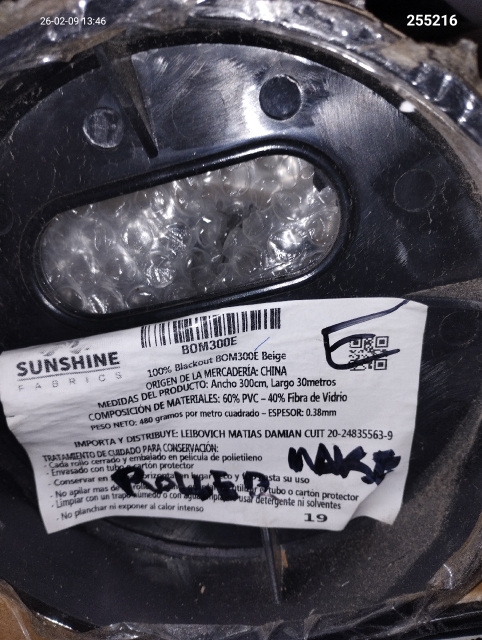 26-02-09 13:46
255216
BOM300E
SUNSHINE
FABRICS
100% Blackout BOM300E Beige
ORIGEN DE LA MERCADERÍA: CHINA
MEDIDAS DEL PRODUCTO: Ancho 300cm, Largo 30metros
COMPOSICIÓN DE MATERIALES: 60% PVC - 40% Fibra de Vidrio
PESO NETO: 480 gramos por metro cuadrado - ESPESOR: 0.38mm
E
IMPORTA Y DISTRIBUYE: LEIBOVICH MATIAS DAMIAN CUIT 20-24835563-9
TRATAMIENTO DE CUIDADO PARA CONSERVACIÓN:
- Cada rollo cerrado y embalado en película de polietileno
- Envasado con tubo o cartón protector
- Conservar en lugar su uso
- No apilar mas tubo o cartón protector
- Limpiar con un trapo húmedo o con usar detergente ni solventes
- No planchar ni exponer al calor intenso
19
ROLLER